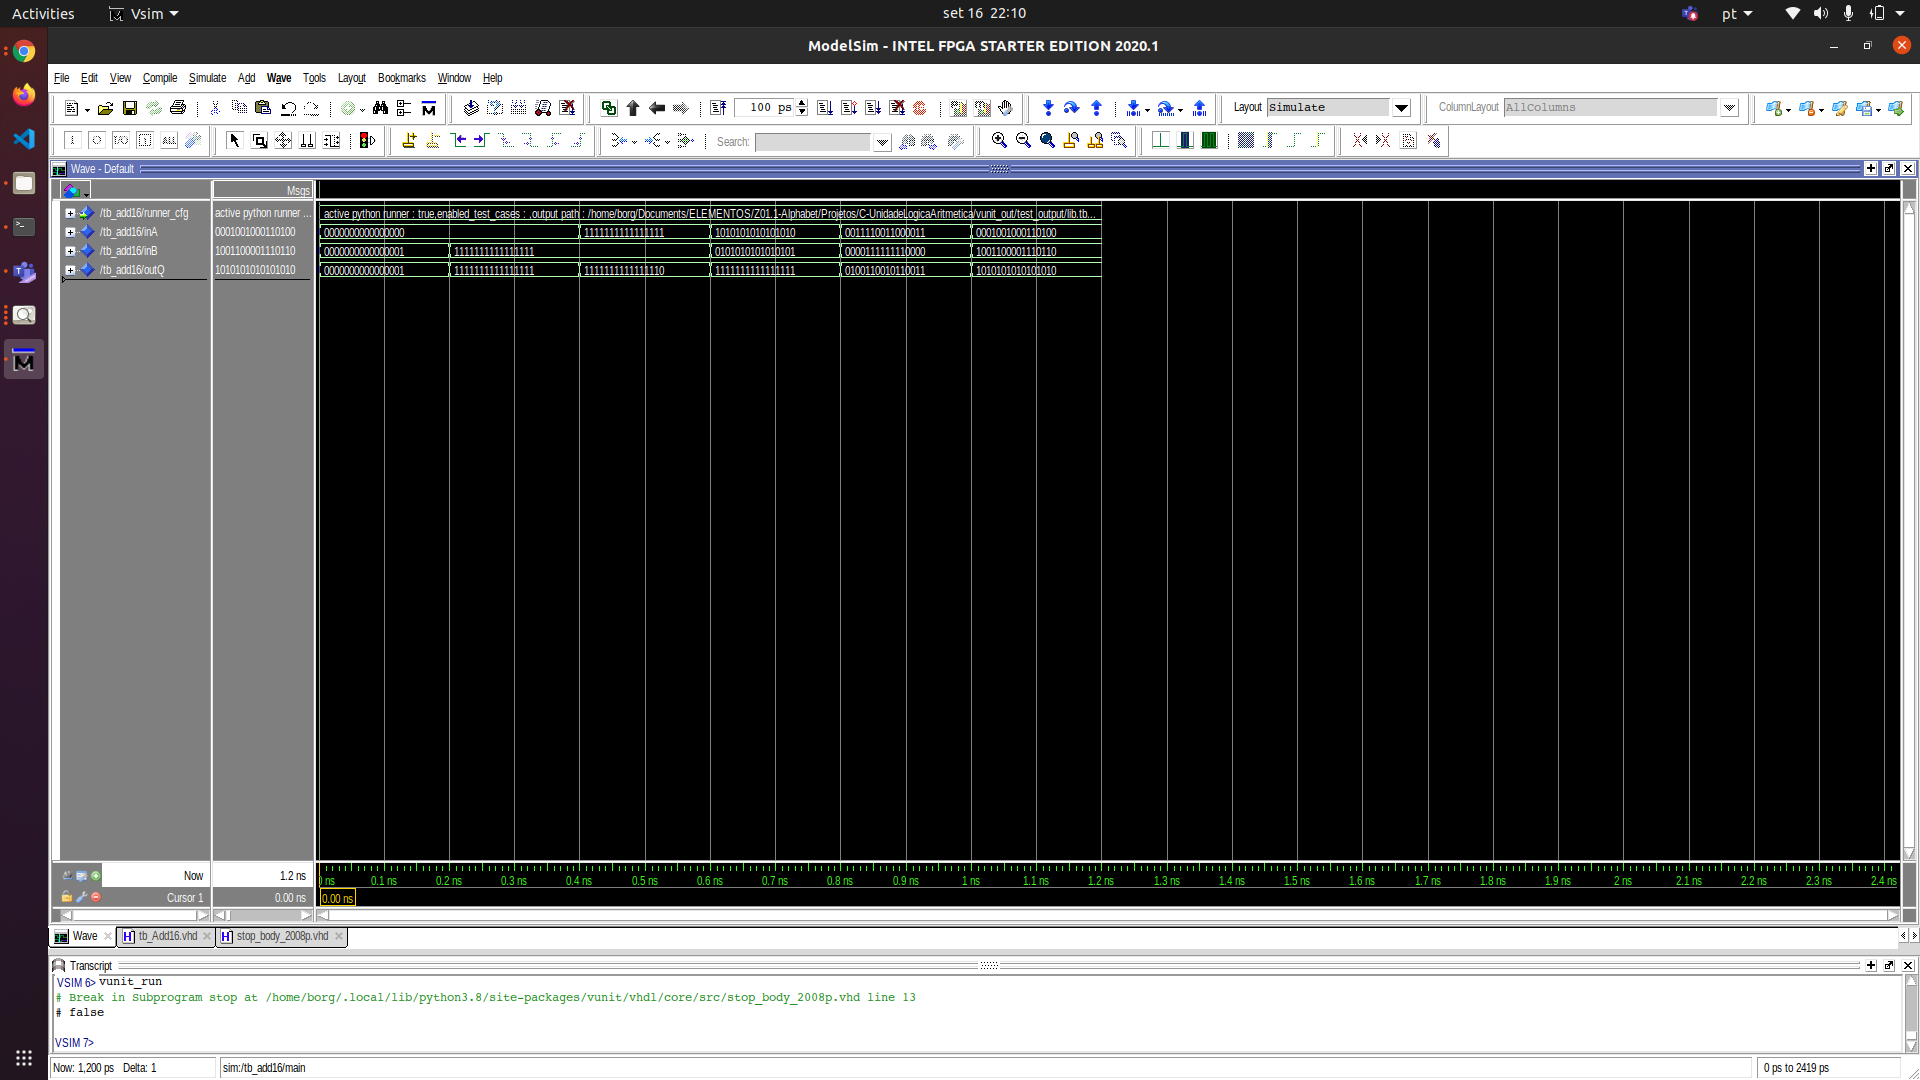 Activities Vsim set 16 22:10 pt
ModelSim - INTEL FPGA STARTER EDITION 2020.1
File Edit View Compile Simulate Add Wave Tools Layout Bookmarks Window Help
100 ps Layout Simulate ColumnLayout AllColumns
Search:
Wave - Default
Msgs
/tb_add16/runner_cfg active python runner ... active python runner : true,enabled_test_cases : ,output path : /home/borg/Documents/ELEMENTOS/Z01.1-Alphabet/Projetos/C-UnidadeLogicaAritmetica/vunit_out/test_output/lib.tb...
/tb_add16/inA 0001001000110100 0000000000000000 1111111111111111 1010101010101010 0011110011000011 0001001000110100
/tb_add16/inB 1001100001110110 0000000000000001 1111111111111111 0101010101010101 0000111111110000 1001100001110110
/tb_add16/outQ 1010101010101010 0000000000000001 1111111111111111 1111111111111110 1111111111111111 0100110010110011 1010101010101010
Now 1.2 ns ns 0.1 ns 0.2 ns 0.3 ns 0.4 ns 0.5 ns 0.6 ns 0.7 ns 0.8 ns 0.9 ns 1 ns 1.1 ns 1.2 ns 1.3 ns 1.4 ns 1.5 ns 1.6 ns 1.7 ns 1.8 ns 1.9 ns 2 ns 2.1 ns 2.2 ns 2.3 ns 2.4 ns
Cursor 1 0.00 ns 0.00 ns
Wave tb_Add16.vhd stop_body_2008p.vhd
Transcript
VSIM 6> vunit_run
# Break in Subprogram stop at /home/borg/.local/lib/python3.8/site-packages/vunit/vhdl/core/src/stop_body_2008p.vhd line 13
# false
VSIM 7>
Now: 1,200 ps Delta: 1 sim:/tb_add16/main 0 ps to 2419 ps